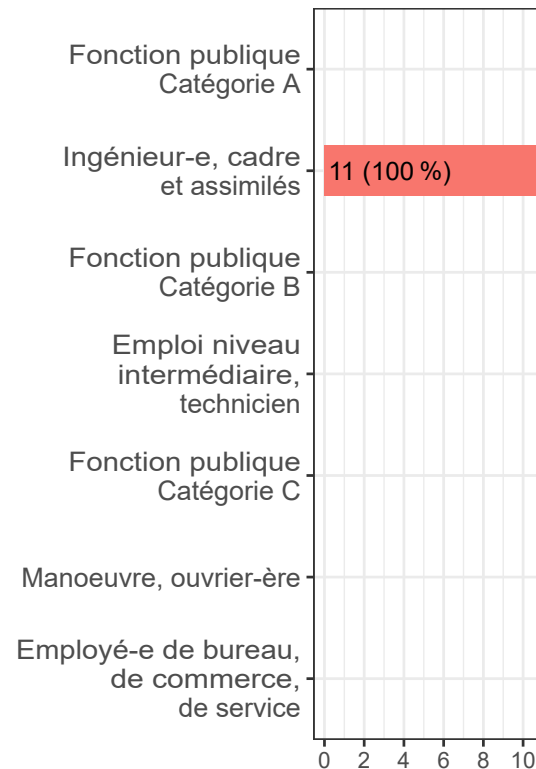 Fonction publique
Catégorie A
Ingénieur-e, cadre
et assimilés
11 (100 %)
Fonction publique
Catégorie B
Emploi niveau
intermédiaire,
technicien
Fonction publique
Catégorie C
Manoeuvre, ouvrier-ère
Employé-e de bureau,
de commerce,
de service
0 2 4 6 8 10